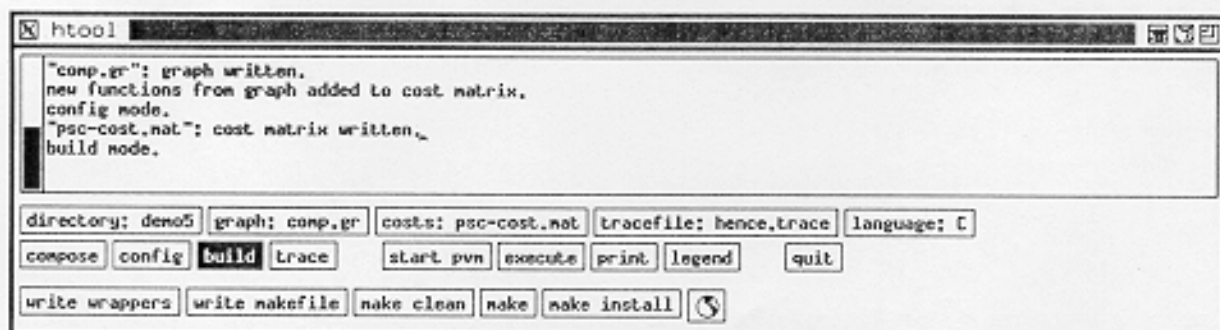 htool
"comp.gr": graph written.
new functions from graph added to cost matrix.
config mode.
"psc-cost.mat": cost matrix written.
build mode.
directory: demo5 graph: comp.gr costs: psc-cost.mat tracefile: hence.trace language: C
compose config build trace start pvm execute print legend quit
write wrappers write makefile make clean make make install